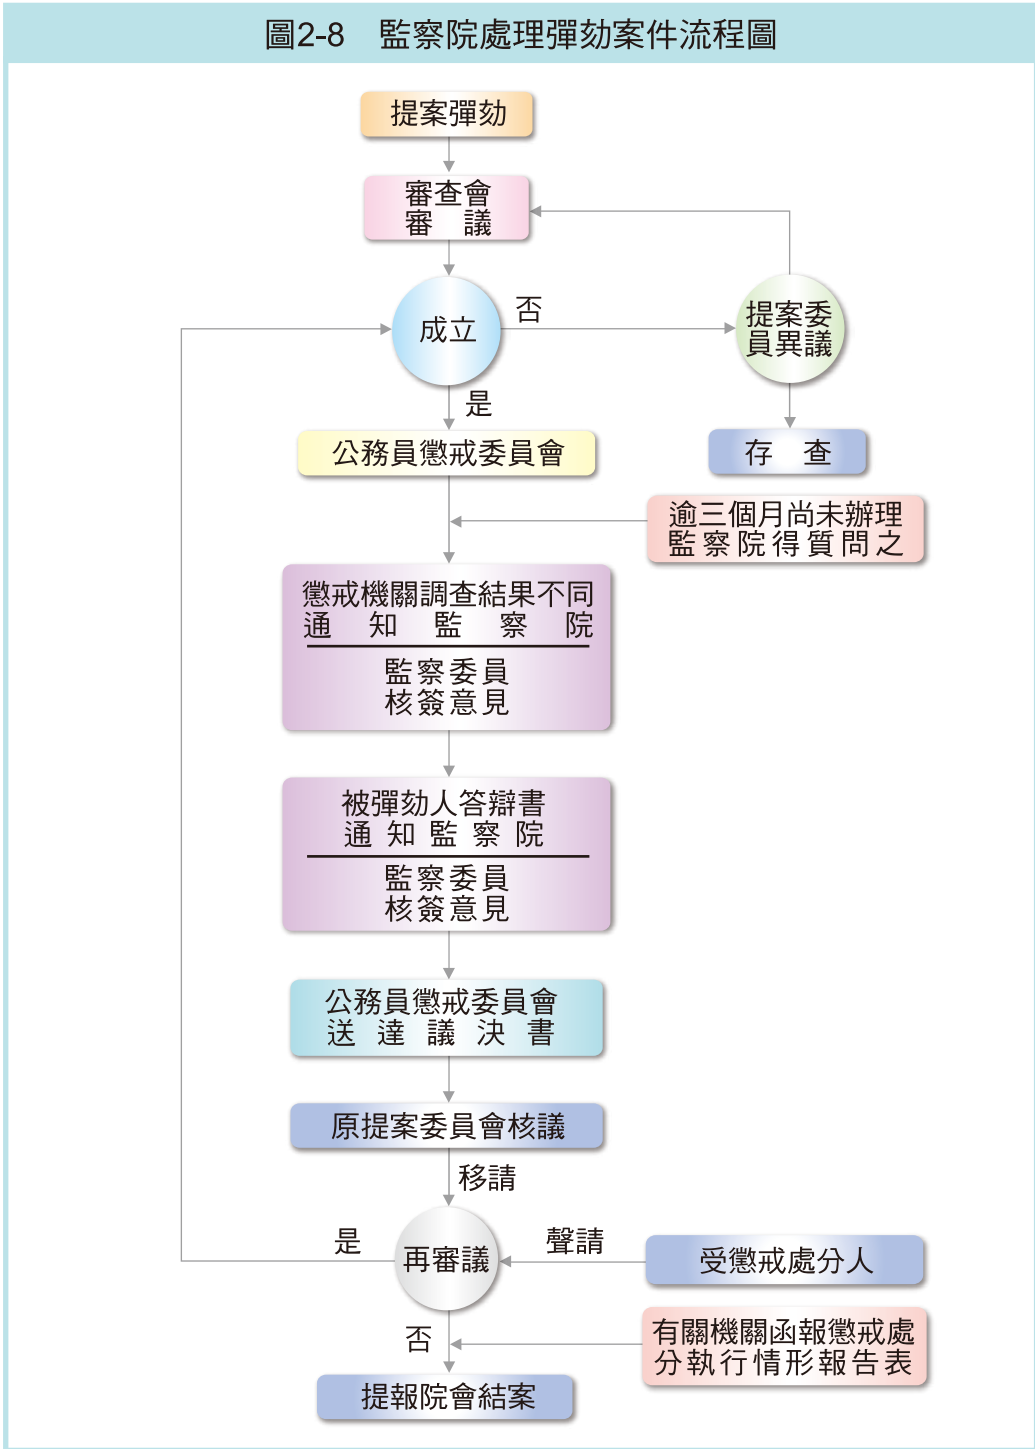 圖2-8　監察院處理彈劾案件流程圖
提案彈劾
審查會
審　議
成立
否
提案委
員異議
是
公務員懲戒委員會
存　查
逾三個月尚未辦理
監察院得質問之
懲戒機關調查結果不同
通知監察院
監察委員
核簽意見
被彈劾人答辯書
通知監察院
監察委員
核簽意見
公務員懲戒委員會
送達議決書
原提案委員會核議
移請
是
再審議
聲請
受懲戒處分人
否
有關機關函報懲戒處
分執行情形報告表
提報院會結案